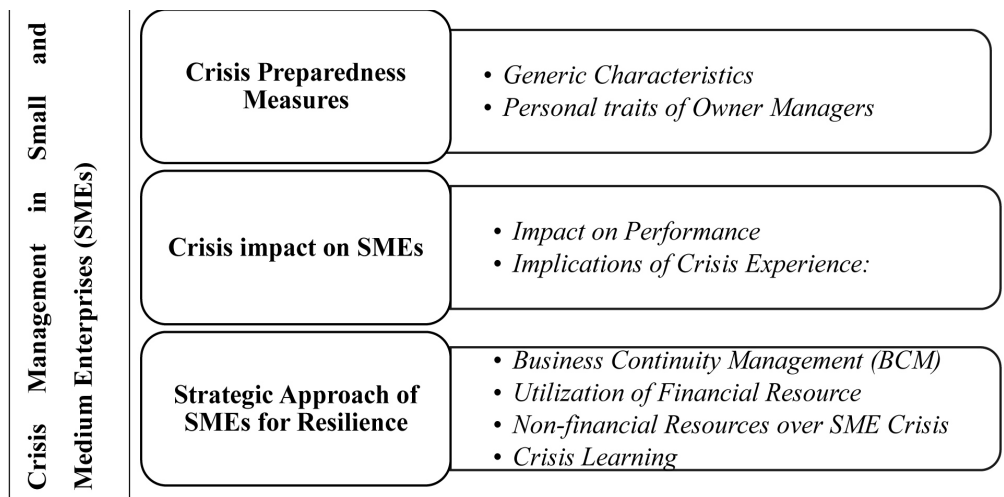 Crisis Management in Small and
Medium Enterprises (SMEs)
Crisis Preparedness
Measures
• Generic Characteristics
• Personal traits of Owner Managers
Crisis impact on SMEs
• Impact on Performance
• Implications of Crisis Experience:
Strategic Approach of
SMEs for Resilience
• Business Continuity Management (BCM)
• Utilization of Financial Resource
• Non-financial Resources over SME Crisis
• Crisis Learning